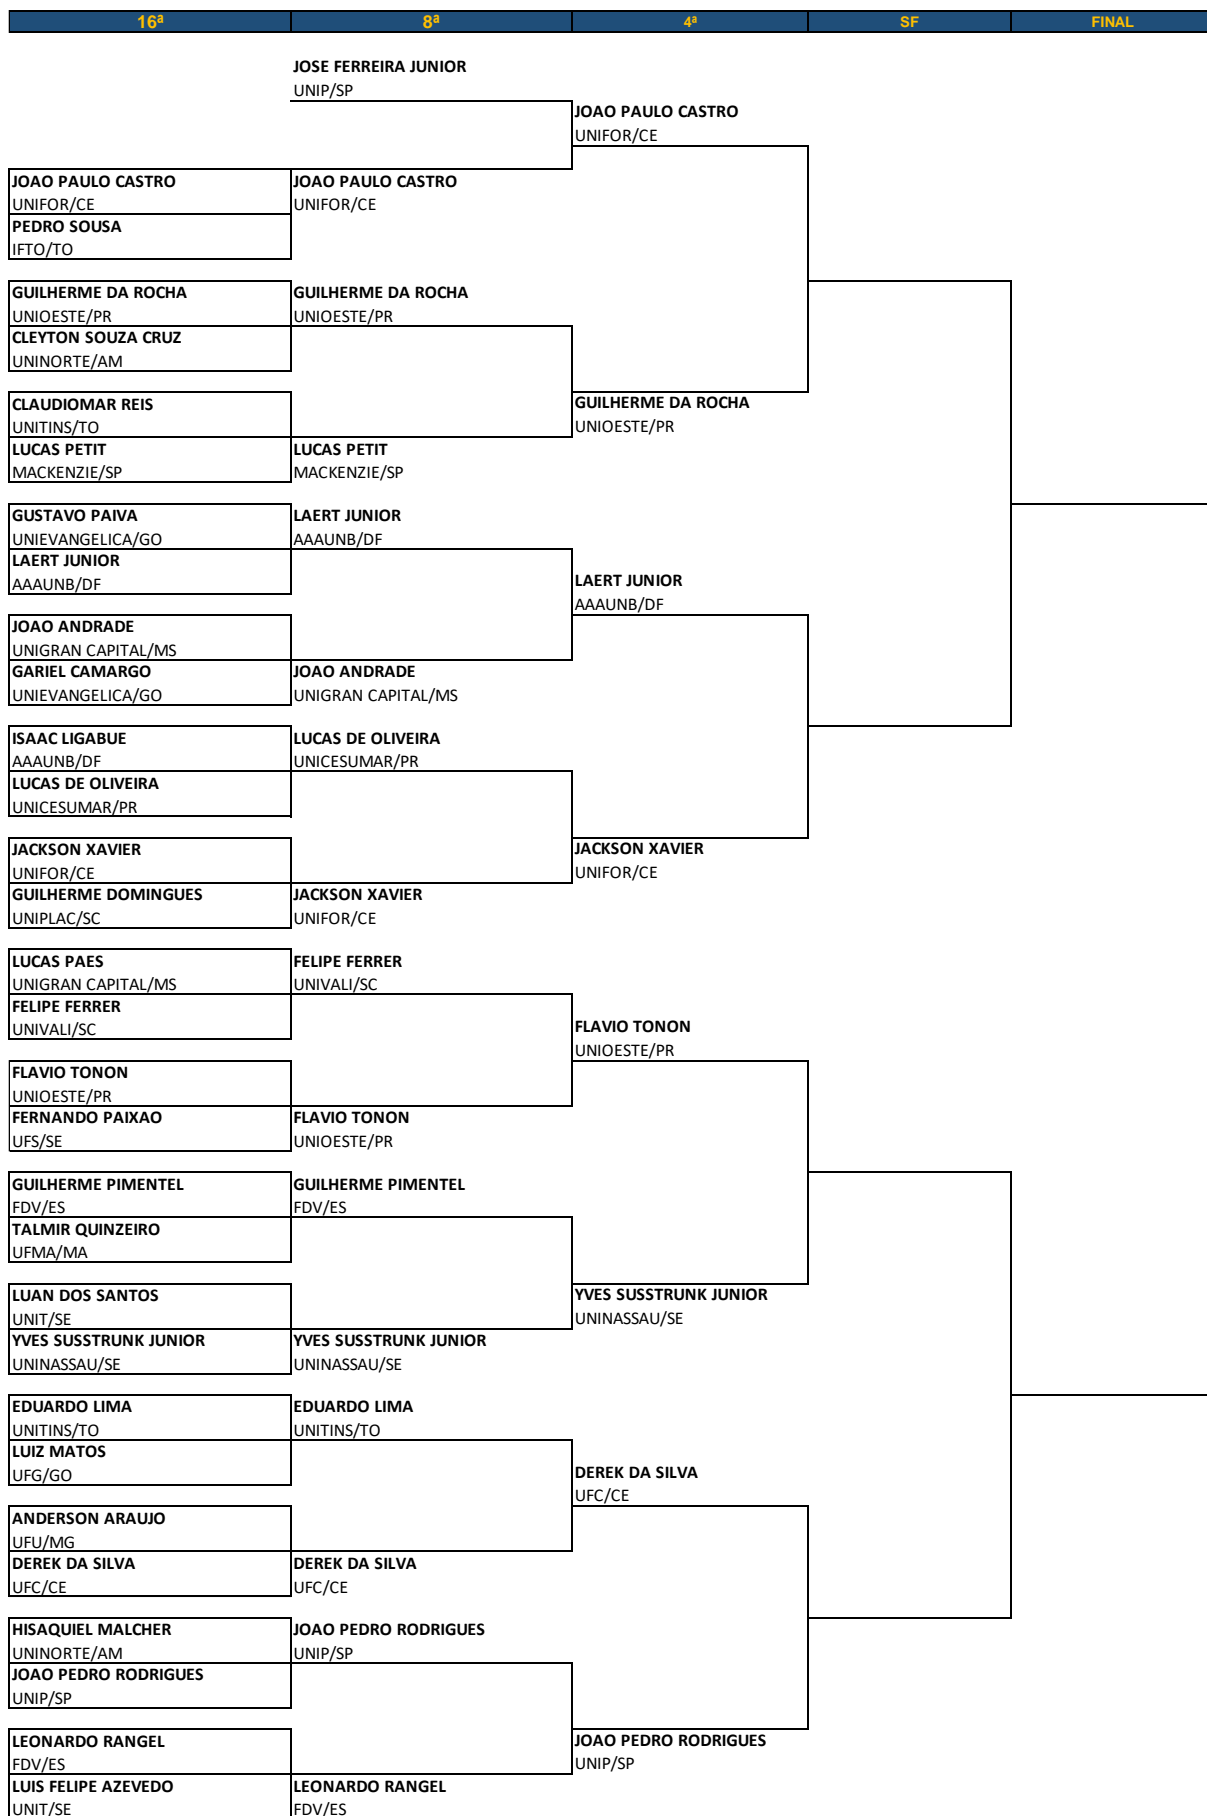 16ª
8ª
4ª
SF
FINAL
JOSE FERREIRA JUNIOR
UNIP/SP
JOAO PAULO CASTRO
UNIFOR/CE
JOAO PAULO CASTRO
UNIFOR/CE
PEDRO SOUSA
IFTO/TO
JOAO PAULO CASTRO
UNIFOR/CE
GUILHERME DA ROCHA
UNIOESTE/PR
CLEYTON SOUZA CRUZ
UNINORTE/AM
GUILHERME DA ROCHA
UNIOESTE/PR
CLAUDIOMAR REIS
UNITINS/TO
LUCAS PETIT
MACKENZIE/SP
GUILHERME DA ROCHA
UNIOESTE/PR
LUCAS PETIT
MACKENZIE/SP
GUSTAVO PAIVA
UNIEVANGELICA/GO
LAERT JUNIOR
AAAUNB/DF
LAERT JUNIOR
AAAUNB/DF
LAERT JUNIOR
AAAUNB/DF
JOAO ANDRADE
UNIGRAN CAPITAL/MS
GARIEL CAMARGO
UNIEVANGELICA/GO
JOAO ANDRADE
UNIGRAN CAPITAL/MS
ISAAC LIGABUE
AAAUNB/DF
LUCAS DE OLIVEIRA
UNICESUMAR/PR
LUCAS DE OLIVEIRA
UNICESUMAR/PR
JACKSON XAVIER
UNIFOR/CE
GUILHERME DOMINGUES
UNIPLAC/SC
JACKSON XAVIER
UNIFOR/CE
JACKSON XAVIER
UNIFOR/CE
LUCAS PAES
UNIGRAN CAPITAL/MS
FELIPE FERRER
UNIVALI/SC
FELIPE FERRER
UNIVALI/SC
FLAVIO TONON
UNIOESTE/PR
FLAVIO TONON
UNIOESTE/PR
FERNANDO PAIXAO
UFS/SE
FLAVIO TONON
UNIOESTE/PR
GUILHERME PIMENTEL
FDV/ES
TALMIR QUINZEIRO
UFMA/MA
GUILHERME PIMENTEL
FDV/ES
LUAN DOS SANTOS
UNIT/SE
YVES SUSSTRUNK JUNIOR
UNINASSAU/SE
YVES SUSSTRUNK JUNIOR
UNINASSAU/SE
YVES SUSSTRUNK JUNIOR
UNINASSAU/SE
EDUARDO LIMA
UNITINS/TO
LUIZ MATOS
UFG/GO
EDUARDO LIMA
UNITINS/TO
DEREK DA SILVA
UFC/CE
ANDERSON ARAUJO
UFU/MG
DEREK DA SILVA
UFC/CE
DEREK DA SILVA
UFC/CE
HISAQUIEL MALCHER
UNINORTE/AM
JOAO PEDRO RODRIGUES
UNIP/SP
JOAO PEDRO RODRIGUES
UNIP/SP
LEONARDO RANGEL
FDV/ES
LUIS FELIPE AZEVEDO
UNIT/SE
JOAO PEDRO RODRIGUES
UNIP/SP
LEONARDO RANGEL
FDV/ES